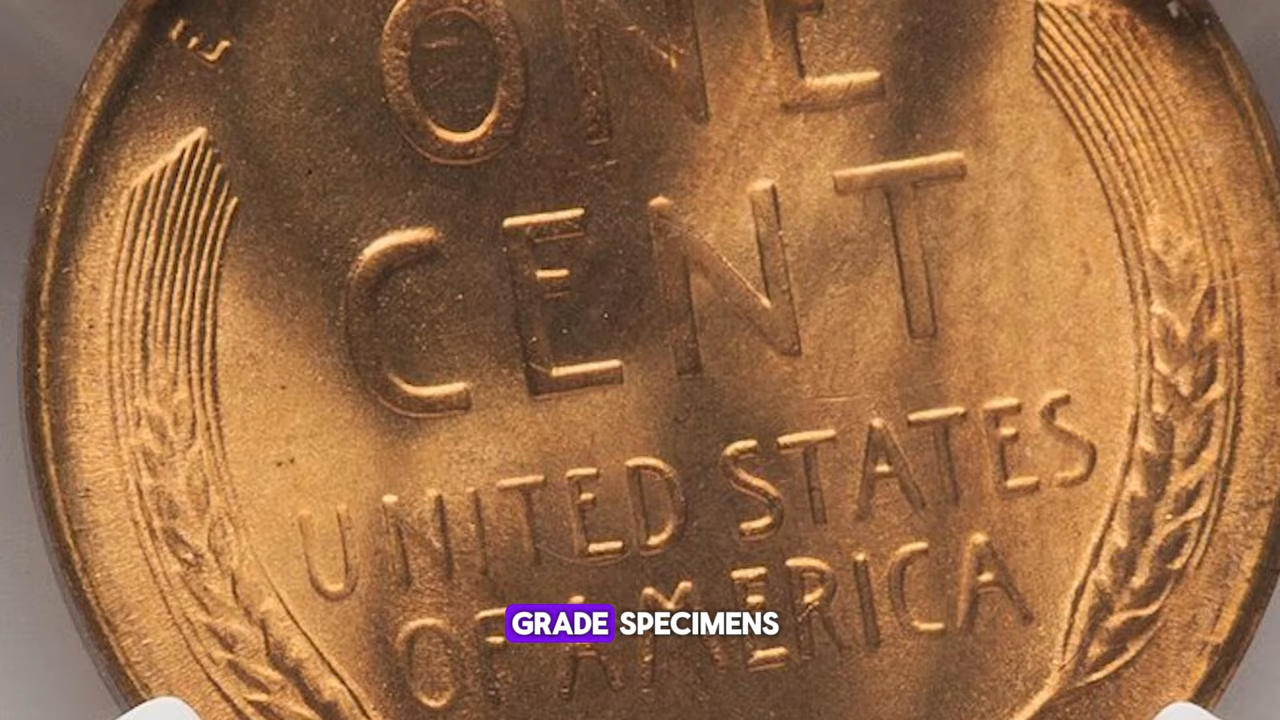 E
ONE
CENT
UNITED STATES
OF AMERICA
GRADE SPECIMENS